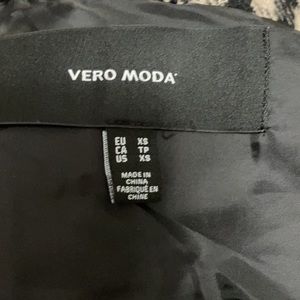 VERO MODA
EU XS
CA TP
US XS
MADE IN
CHINA
FABRIQUÉ EN
CHINE